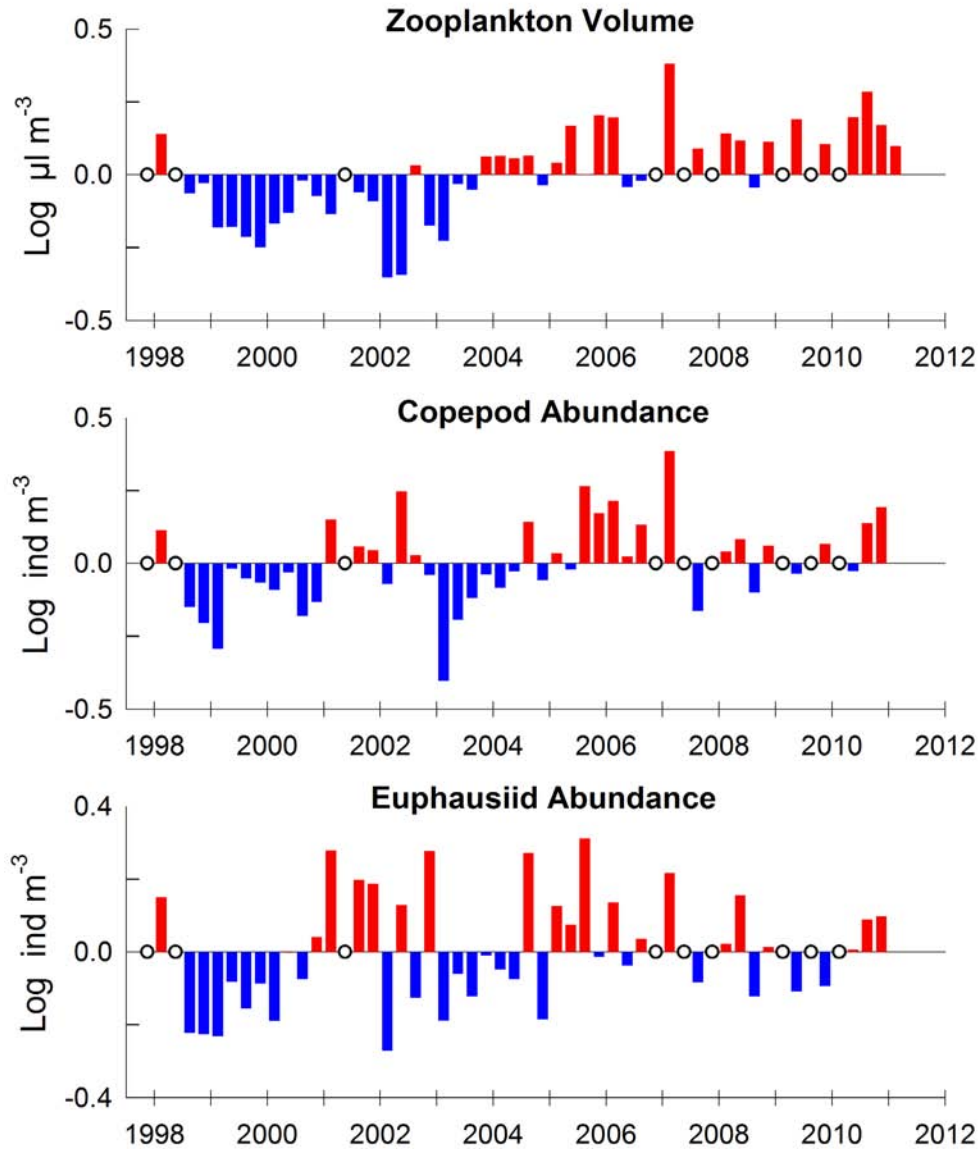 Zooplankton Volume
0.5
0.0
-0.5
Log µl m-3
1998 2000 2002 2004 2006 2008 2010 2012
Copepod Abundance
0.5
0.0
-0.5
Log ind m-3
1998 2000 2002 2004 2006 2008 2010 2012
Euphausiid Abundance
0.4
0.0
-0.4
Log ind m-3
1998 2000 2002 2004 2006 2008 2010 2012